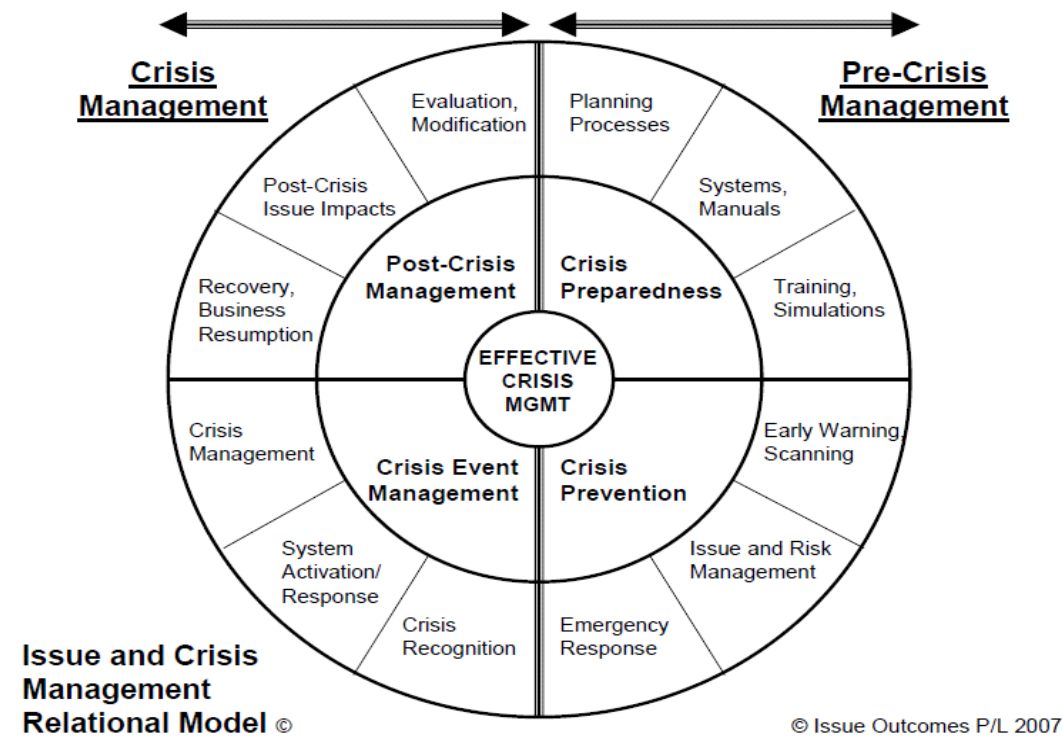 Crisis
Management
Pre-Crisis
Management
Evaluation,
Modification
Planning
Processes
Post-Crisis
Issue Impacts
Systems,
Manuals
Recovery,
Business
Resumption
Training,
Simulations
Post-Crisis
Management
Crisis
Preparedness
EFFECTIVE
CRISIS
MGMT
Crisis
Management
Early Warning,
Scanning
Crisis Event
Management
Crisis
Prevention
System
Activation/
Response
Issue and Risk
Management
Crisis
Recognition
Emergency
Response
Issue and Crisis
Management
Relational Model ©
© Issue Outcomes P/L 2007